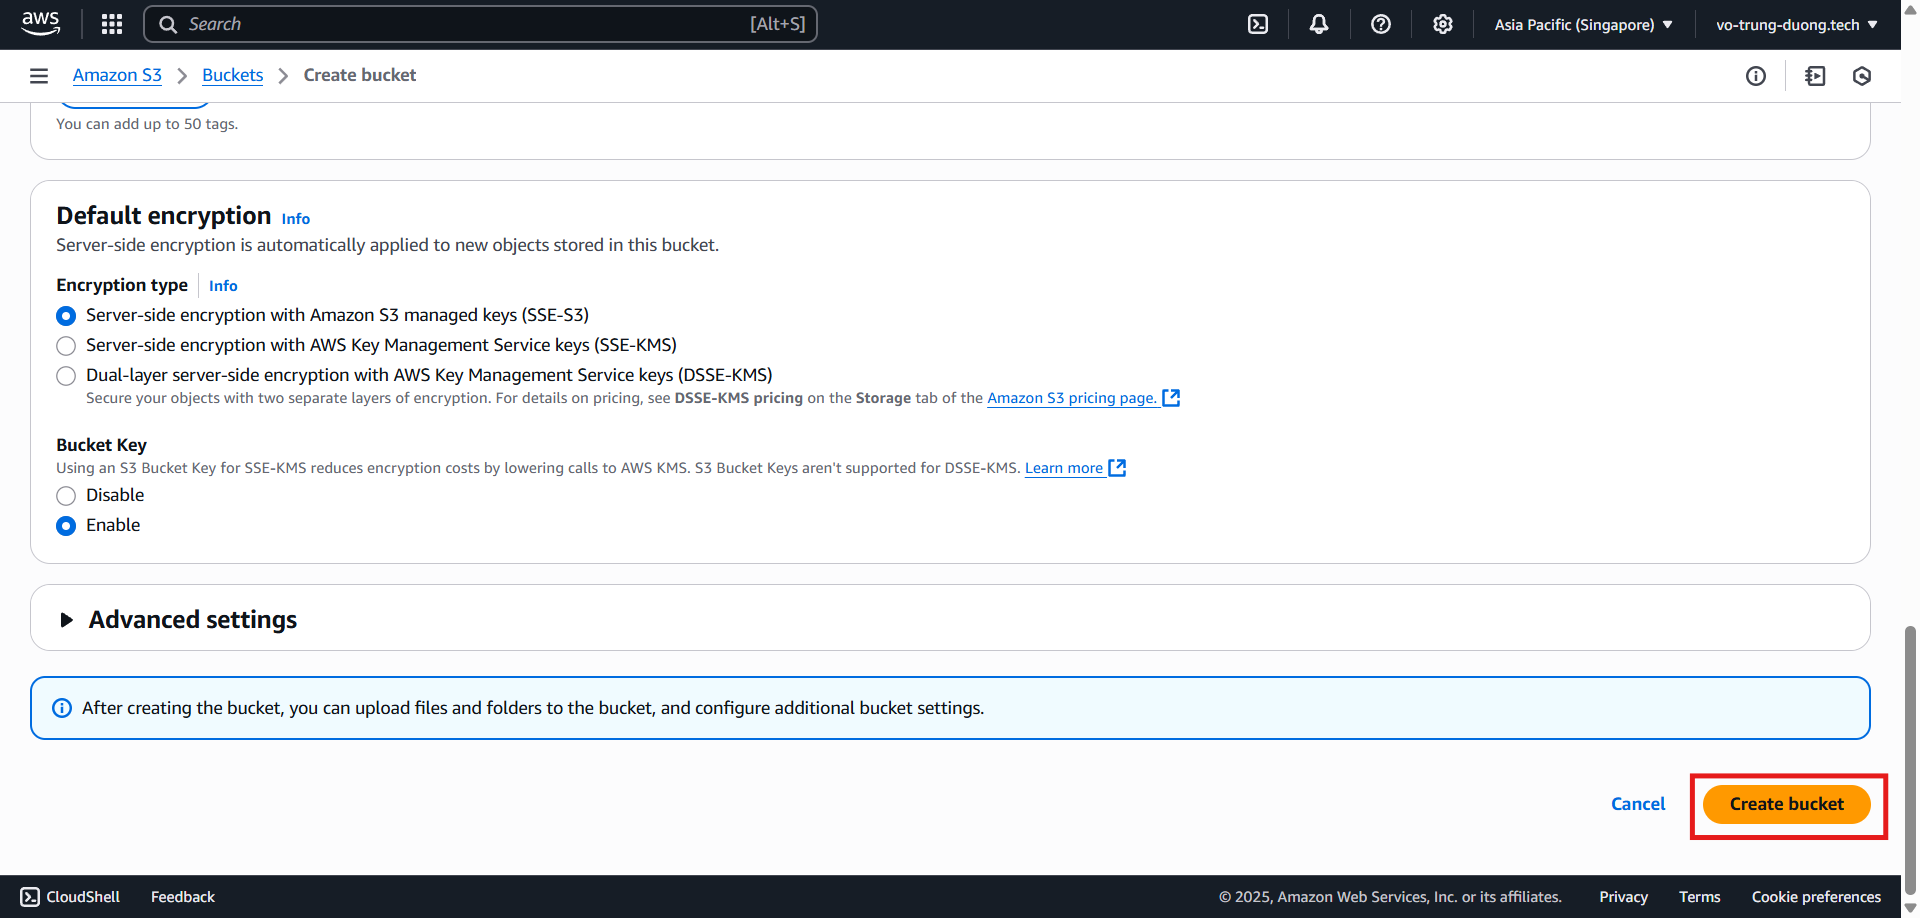 aws
Search
[Alt+S]
Asia Pacific (Singapore)
vo-trung-duong.tech
Amazon S3
Buckets
Create bucket
You can add up to 50 tags.
Default encryption Info
Server-side encryption is automatically applied to new objects stored in this bucket.
Encryption type Info
Server-side encryption with Amazon S3 managed keys (SSE-S3)
Server-side encryption with AWS Key Management Service keys (SSE-KMS)
Dual-layer server-side encryption with AWS Key Management Service keys (DSSE-KMS)
Secure your objects with two separate layers of encryption. For details on pricing, see DSSE-KMS pricing on the Storage tab of the Amazon S3 pricing page.
Bucket Key
Using an S3 Bucket Key for SSE-KMS reduces encryption costs by lowering calls to AWS KMS. S3 Bucket Keys aren't supported for DSSE-KMS. Learn more
Disable
Enable
Advanced settings
After creating the bucket, you can upload files and folders to the bucket, and configure additional bucket settings.
Cancel
Create bucket
CloudShell
Feedback
© 2025, Amazon Web Services, Inc. or its affiliates.
Privacy
Terms
Cookie preferences